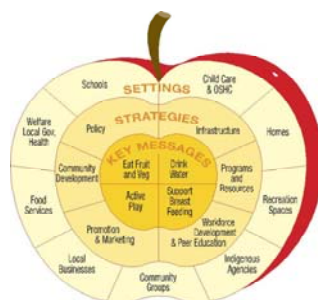 Schools
SETTINGS
Child Care
& OSHC
Welfare
Local Gov,
Health
STRATEGIES
Policy
Infrastructure
Homes
KEY MESSAGES
Community
Development
Eat Fruit
and Veg
Drink
Water
Programs
and
Resources
Food
Services
Active
Play
Support
Breast
Feeding
Recreation
Spaces
Promotion
& Marketing
Workforce
Development
& Peer Education
Local
Businesses
Community
Groups
Indigenous
Agencies